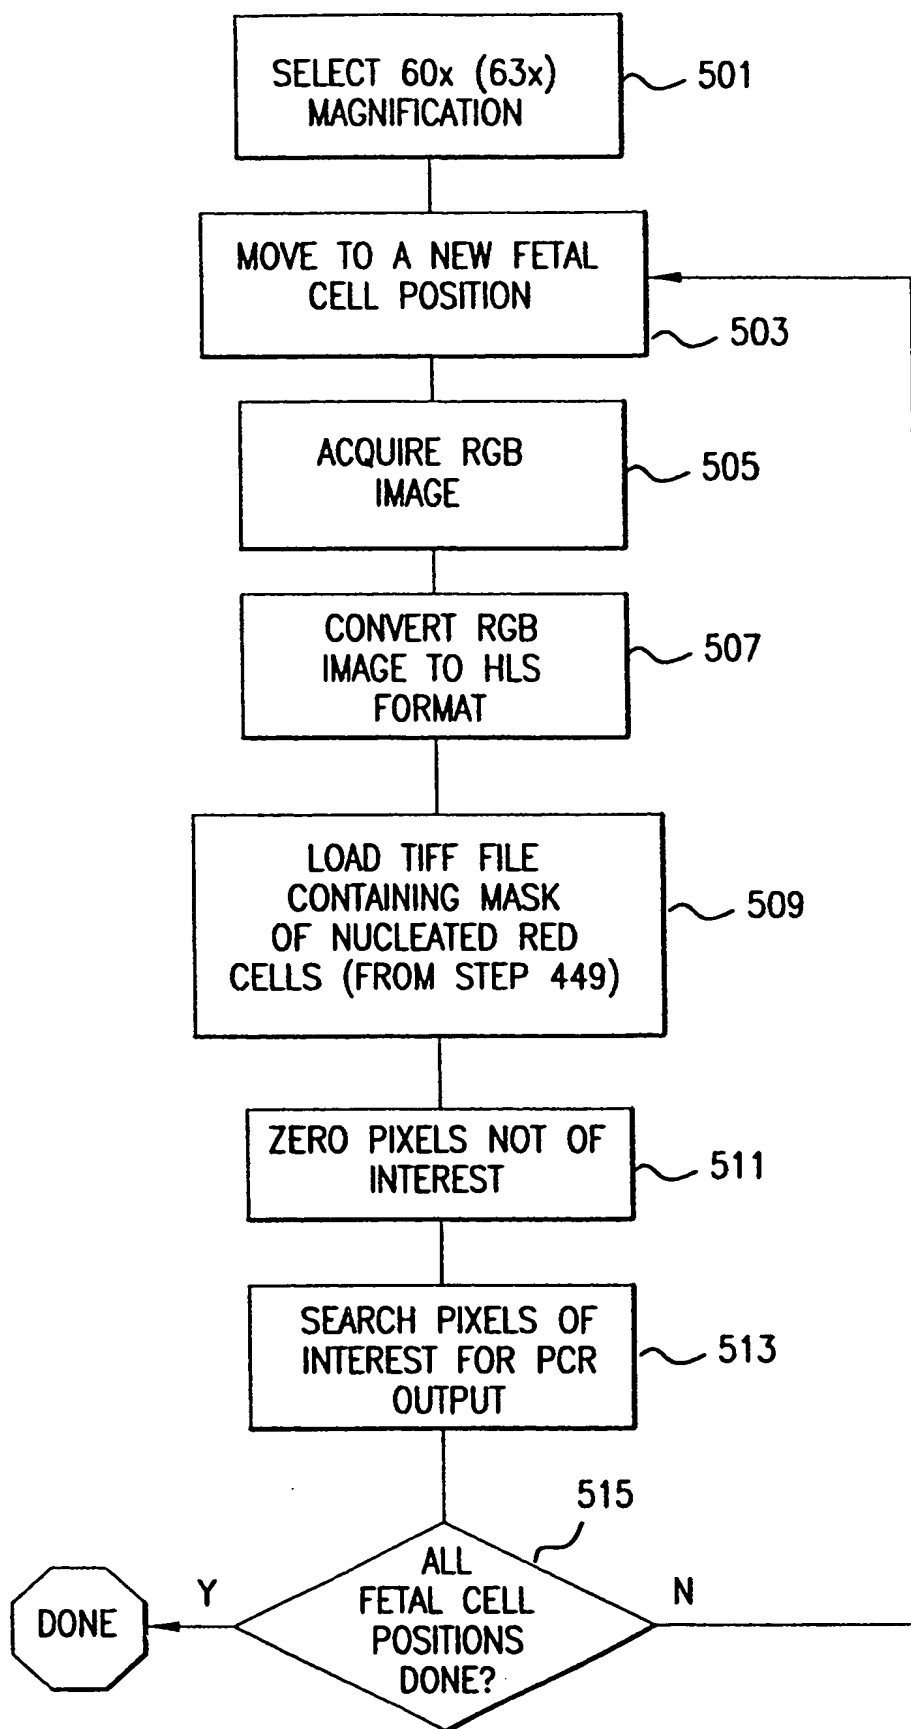 SELECT 60x (63x)
MAGNIFICATION
501
MOVE TO A NEW FETAL
CELL POSITION
503
ACQUIRE RGB
IMAGE
505
CONVERT RGB
IMAGE TO HLS
FORMAT
507
LOAD TIFF FILE
CONTAINING MASK
OF NUCLEATED RED
CELLS (FROM STEP 449)
509
ZERO PIXELS NOT OF
INTEREST
511
SEARCH PIXELS OF
INTEREST FOR PCR
OUTPUT
513
515
ALL
FETAL CELL
POSITIONS
DONE?
Y
N
DONE